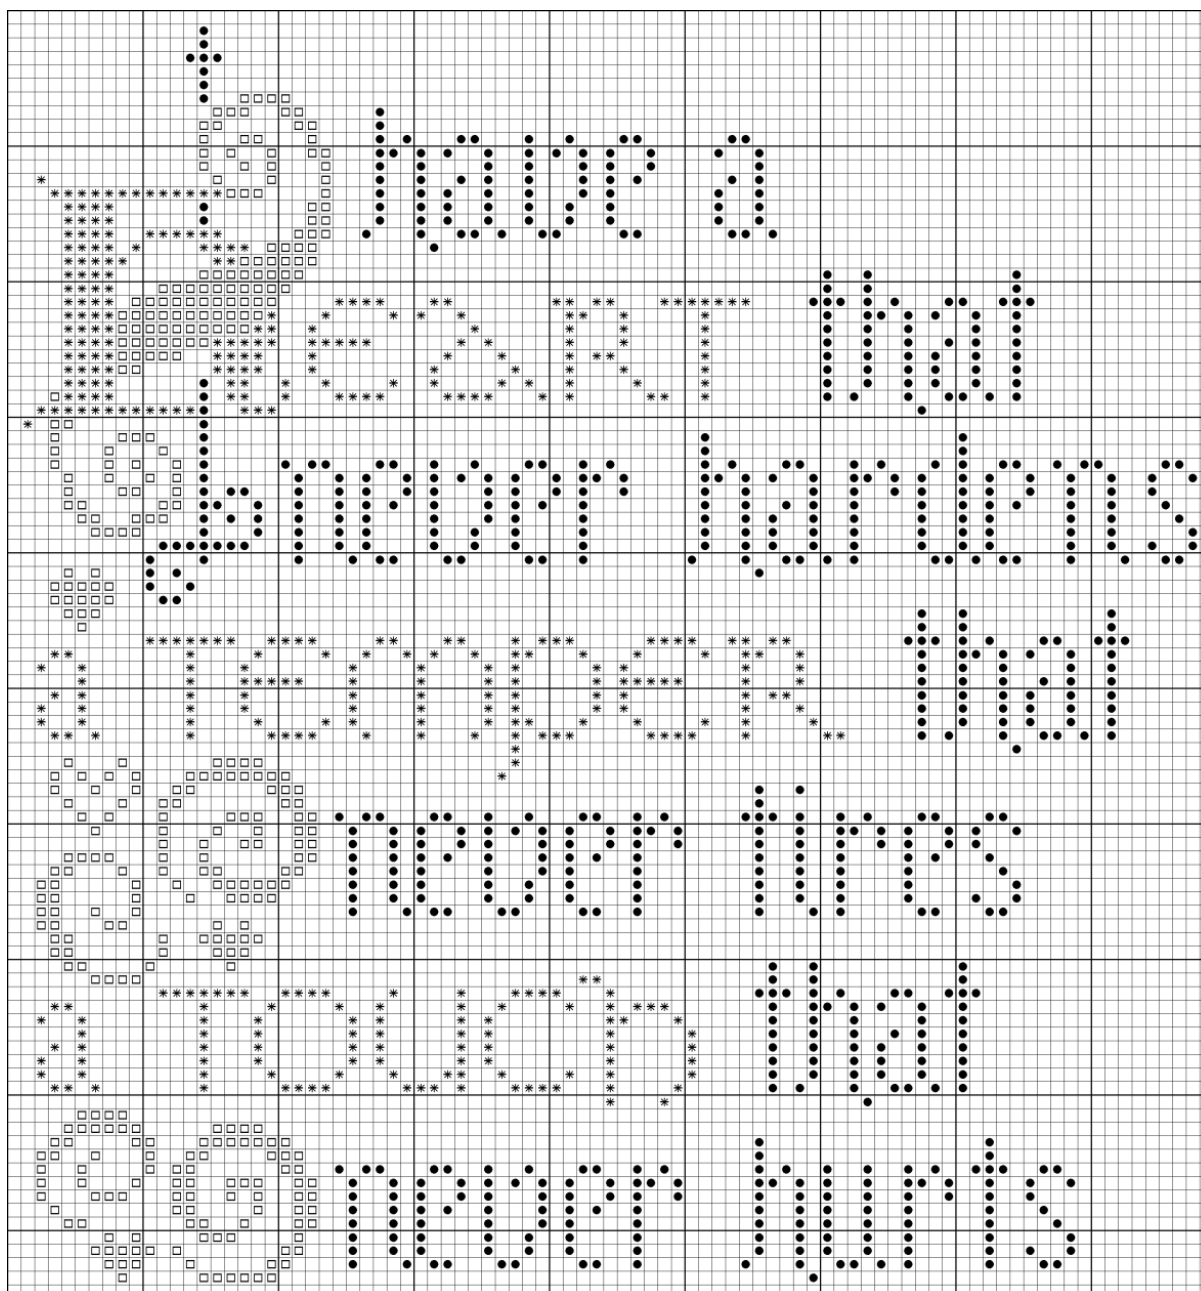 have a
heart that
never hardens
a temper that
never tires
a touch that
never hurts